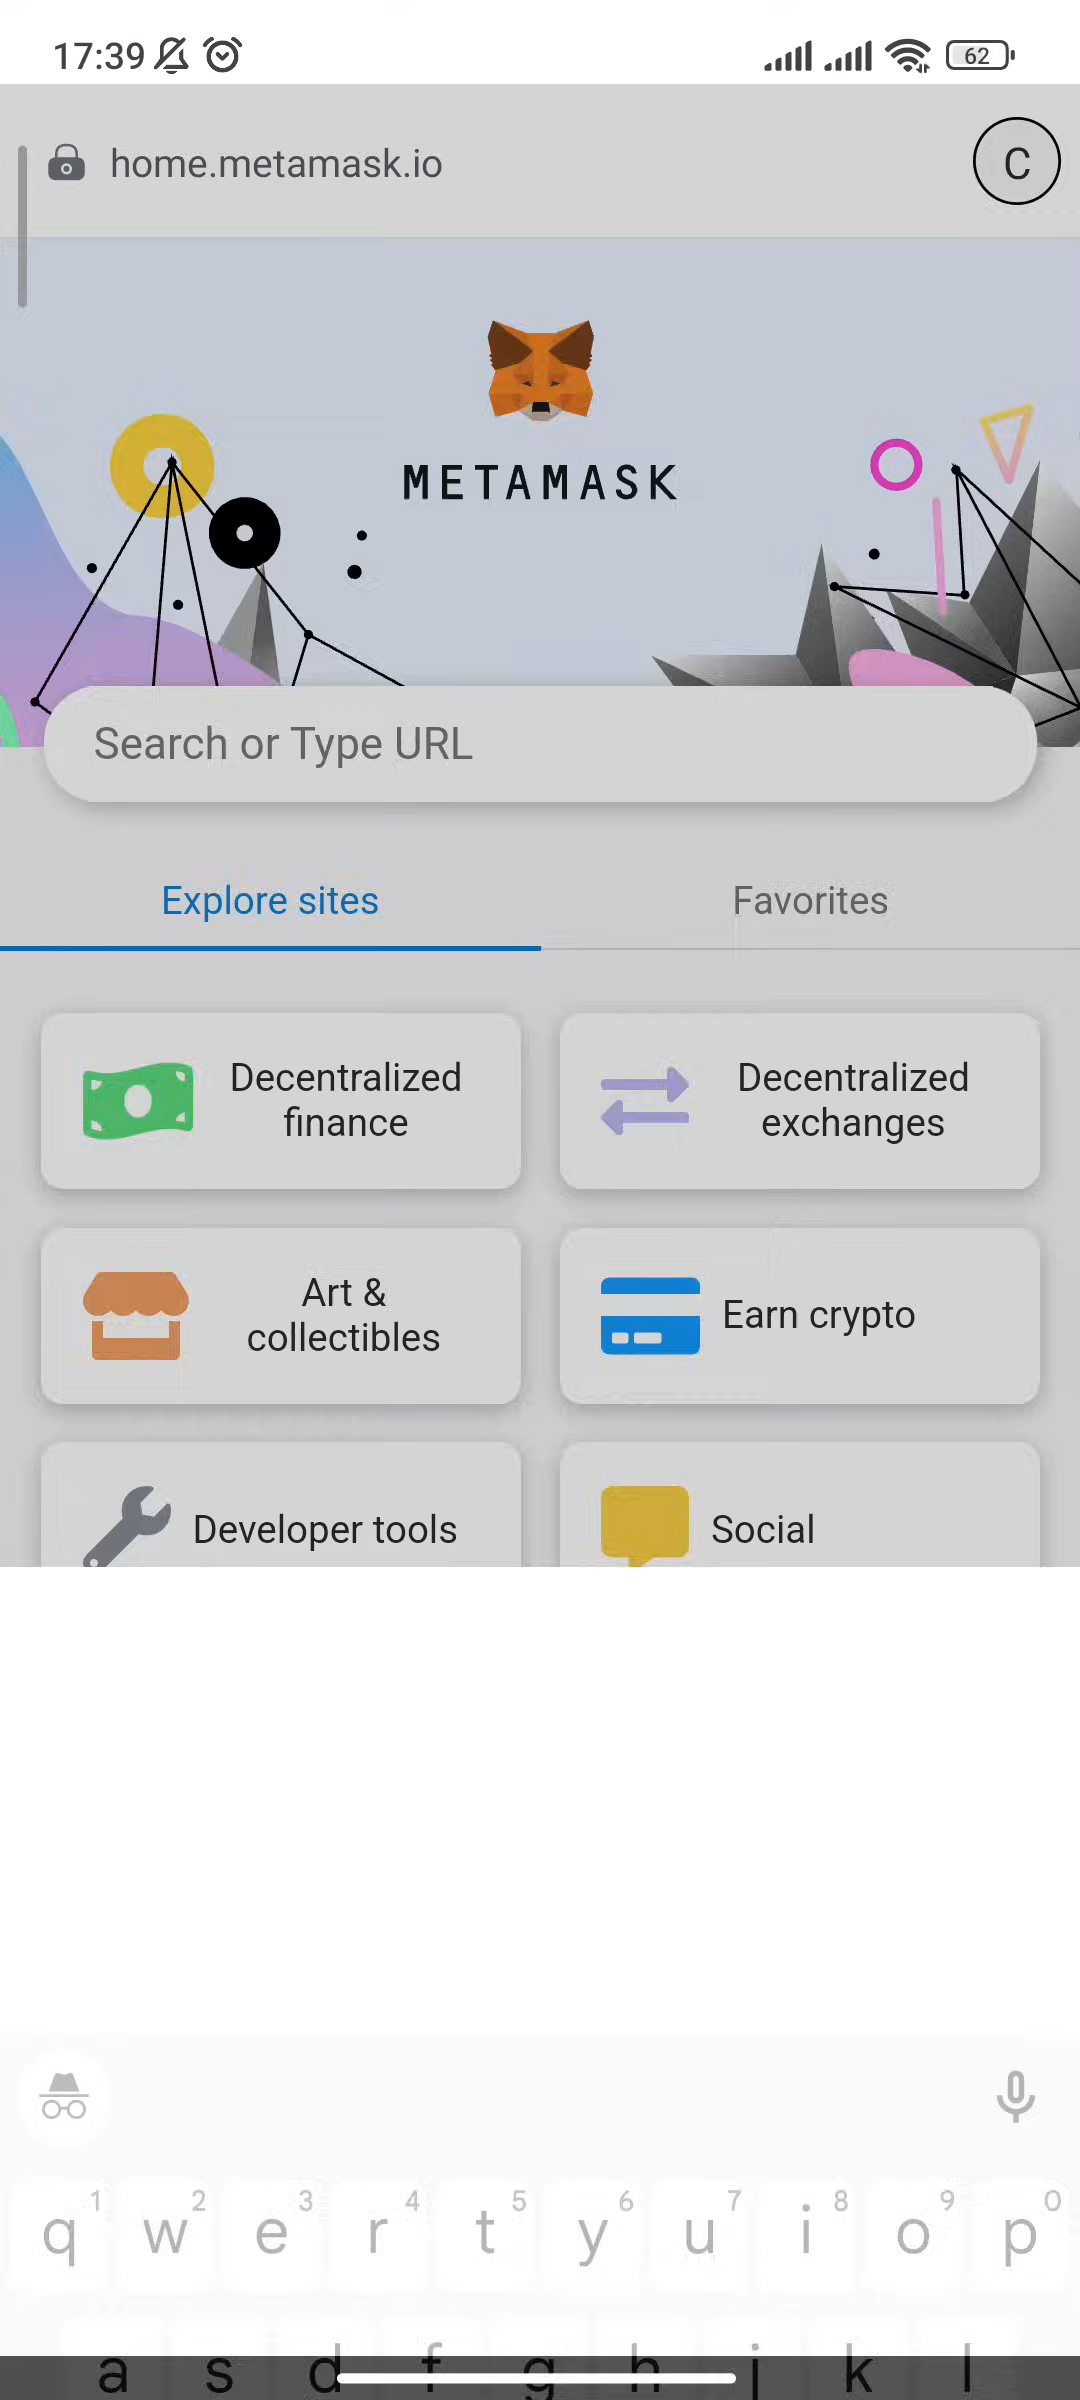 17:39
62
home.metamask.io
C
METAMASK
Search or Type URL
Explore sites
Favorites
Decentralized
finance
Decentralized
exchanges
Art &
collectibles
Earn crypto
Developer tools
Social
1 2 3 4 5 6 7 8 9 0
q w e r t y u i o p
a s d f g h j k l